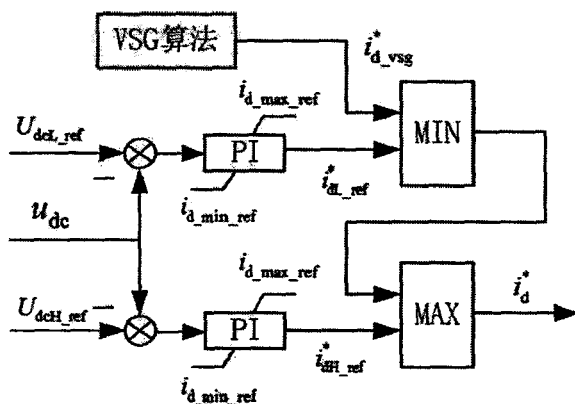 VSG算法
i*d_vsg
id_max_ref
UdcL_ref
PI
MIN
i*dL_ref
id_min_ref
udc
id_max_ref
UdcH_ref
PI
MAX
i*d
i*dH_ref
id_min_ref